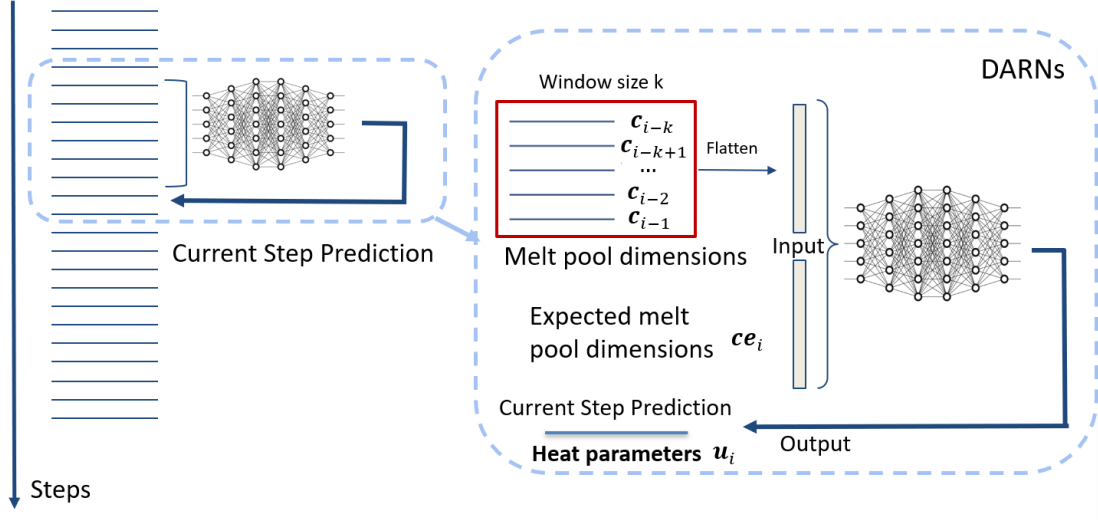 DARNs
Window size k
c_{i-k}
c_{i-k+1}
...
c_{i-2}
c_{i-1}
Flatten
Current Step Prediction
Melt pool dimensions
Input
Expected melt
pool dimensions ce_i
Current Step Prediction
Output
Heat parameters u_i
Steps